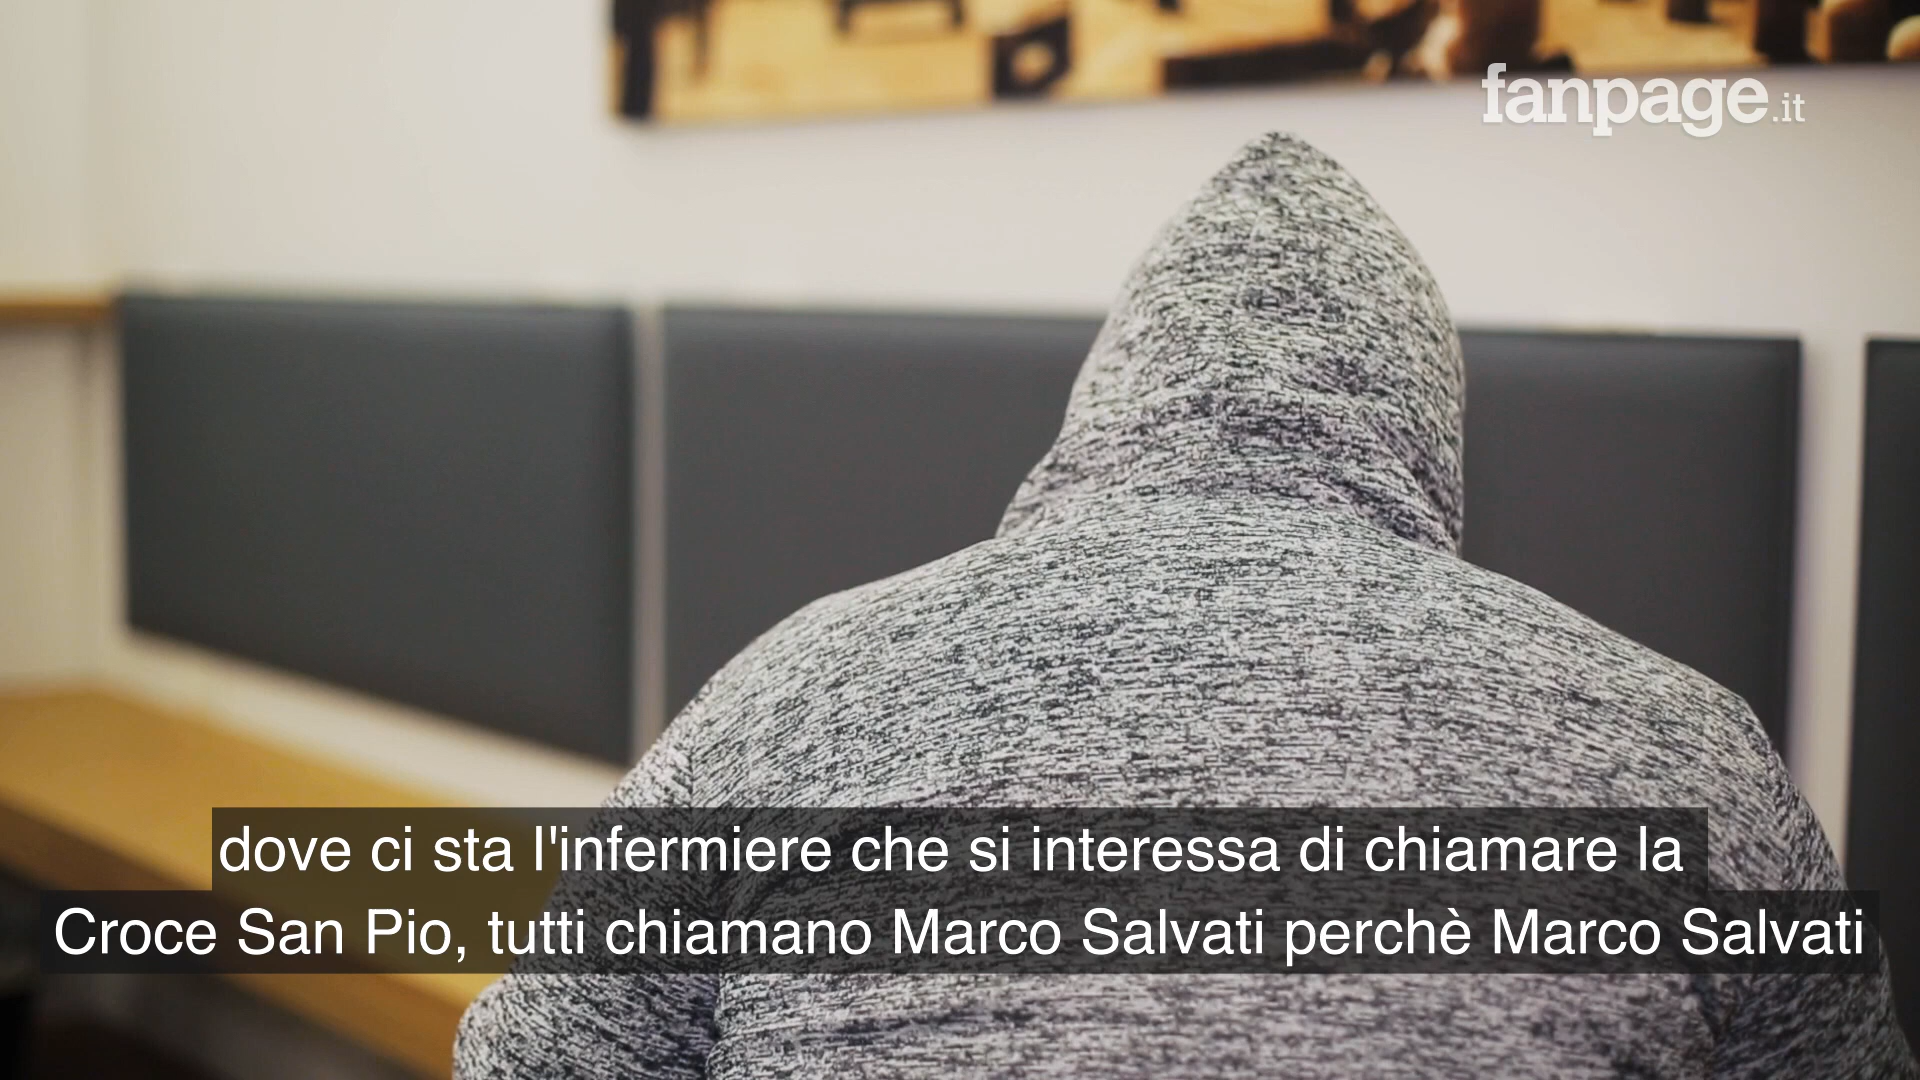 fanpage.it
dove ci sta l'infermiere che si interessa di chiamare la
Croce San Pio, tutti chiamano Marco Salvati perchè Marco Salvati